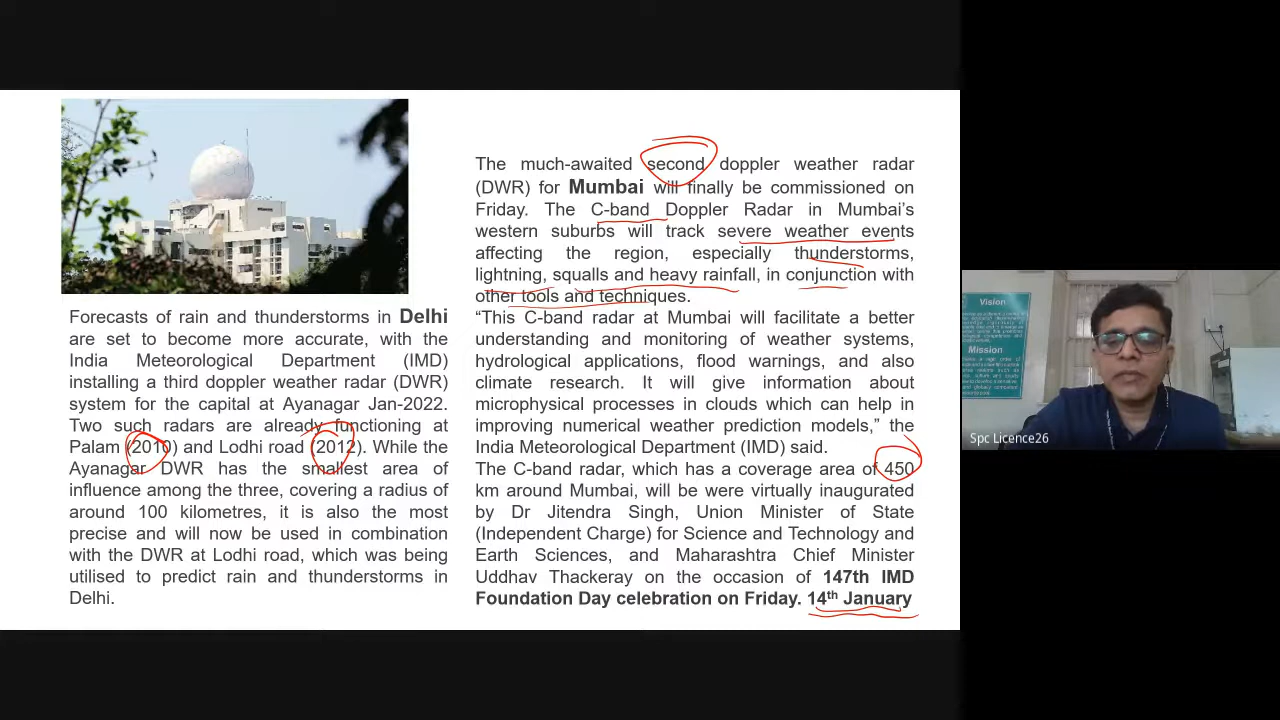 Forecasts of rain and thunderstorms in Delhi
are set to become more accurate, with the
India Meteorological Department (IMD)
installing a third doppler weather radar (DWR)
system for the capital at Ayanagar Jan-2022.
Two such radars are already functioning at
Palam (2010) and Lodhi road (2012). While the
Ayanagar DWR has the smallest area of
influence among the three, covering a radius of
around 100 kilometres, it is also the most
precise and will now be used in combination
with the DWR at Lodhi road, which was being
utilised to predict rain and thunderstorms in
Delhi.
The much-awaited second doppler weather radar
(DWR) for Mumbai will finally be commissioned on
Friday. The C-band Doppler Radar in Mumbai’s
western suburbs will track severe weather events
affecting the region, especially thunderstorms,
lightning, squalls and heavy rainfall, in conjunction with
other tools and techniques.
“This C-band radar at Mumbai will facilitate a better
understanding and monitoring of weather systems,
hydrological applications, flood warnings, and also
climate research. It will give information about
microphysical processes in clouds which can help in
improving numerical weather prediction models,” the
India Meteorological Department (IMD) said.
The C-band radar, which has a coverage area of 450
km around Mumbai, will be were virtually inaugurated
by Dr Jitendra Singh, Union Minister of State
(Independent Charge) for Science and Technology and
Earth Sciences, and Maharashtra Chief Minister
Uddhav Thackeray on the occasion of 147th IMD
Foundation Day celebration on Friday. 14th January
Vision
Mission
Spc Licence26